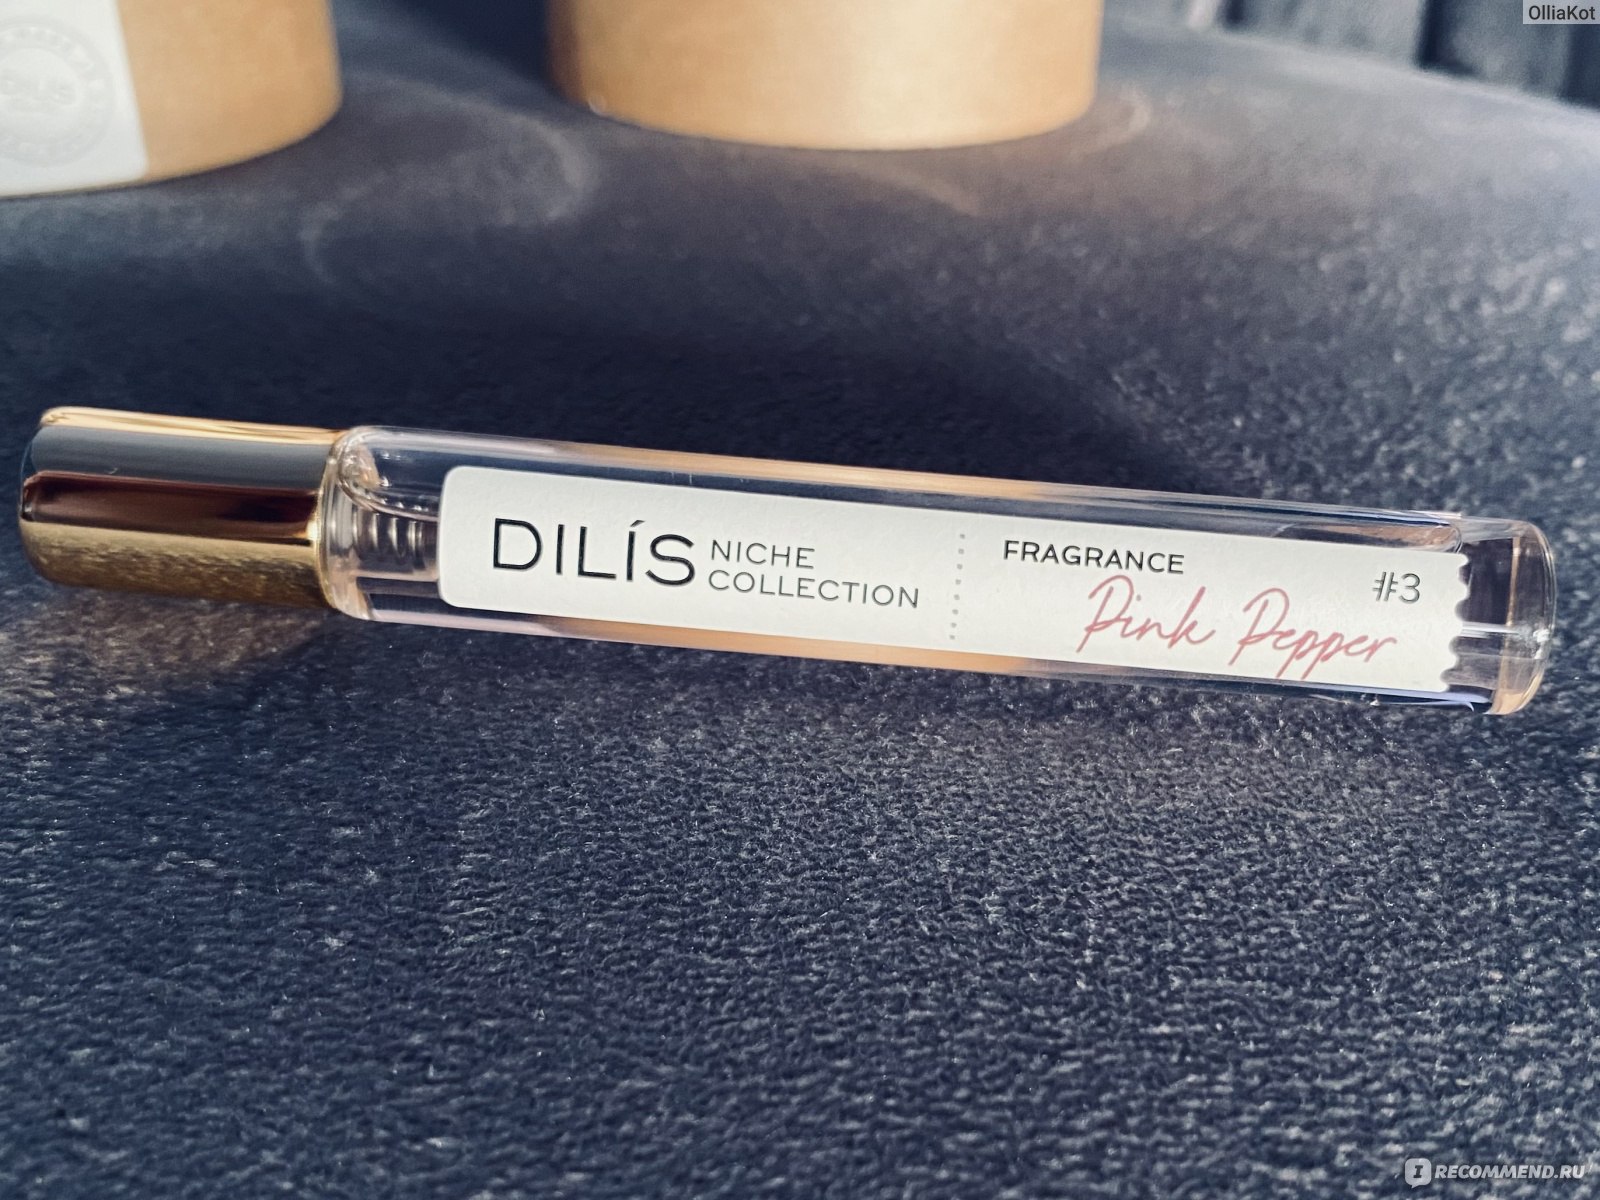 OlliaKot
DILÍS NICHE COLLECTION
FRAGRANCE
#3
Pink Pepper
IRECOMMEND.RU